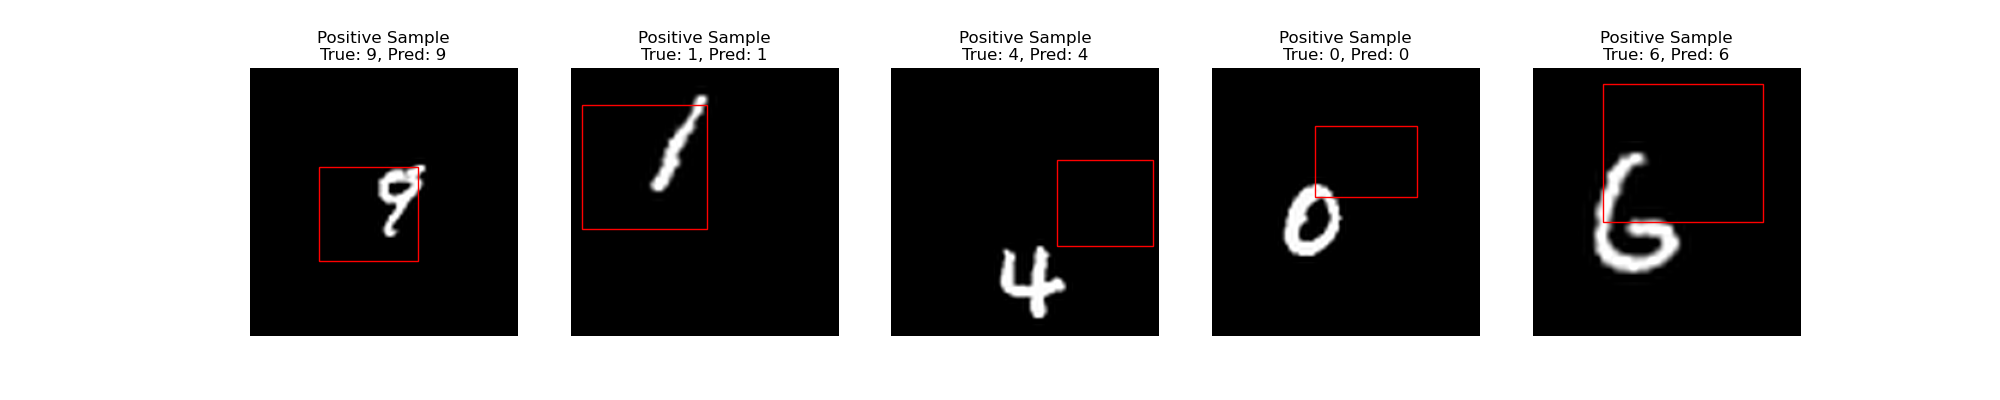 Positive Sample
True: 9, Pred: 9
9
Positive Sample
True: 1, Pred: 1
1
Positive Sample
True: 4, Pred: 4
4
Positive Sample
True: 0, Pred: 0
0
Positive Sample
True: 6, Pred: 6
6